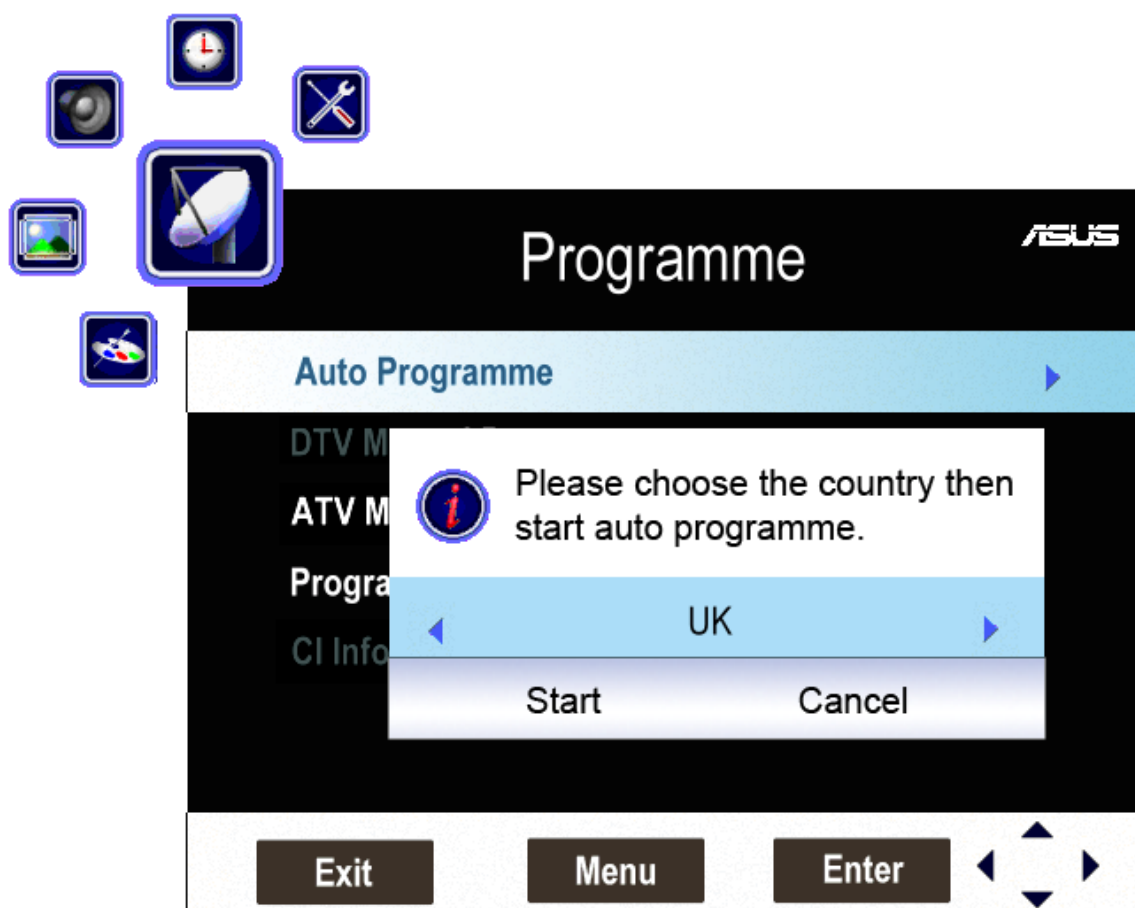 Programme
ASUS
Auto Programme
DTV M
Please choose the country then
start auto programme.
ATV M
Progra
UK
CI Info
Start Cancel
Exit Menu Enter